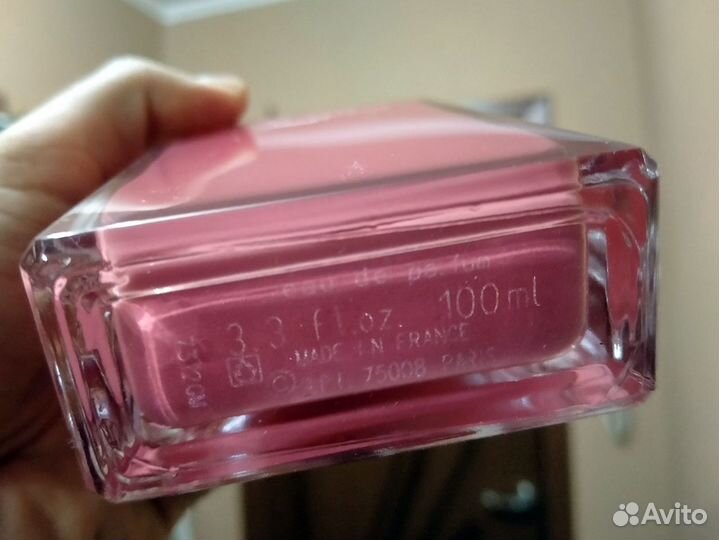 eau de parfum
3.3 fl.oz. 100ml
MADE IN FRANCE
75008 PARIS
Avito